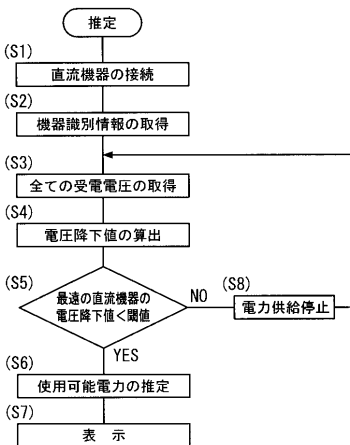 推定
(S1)
直流機器の接続
(S2)
機器識別情報の取得
(S3)
全ての受電電圧の取得
(S4)
電圧降下値の算出
(S5)
最遠の直流機器の
電圧降下値<閾値
NO
(S8)
電力供給停止
YES
(S6)
使用可能電力の推定
(S7)
表 示